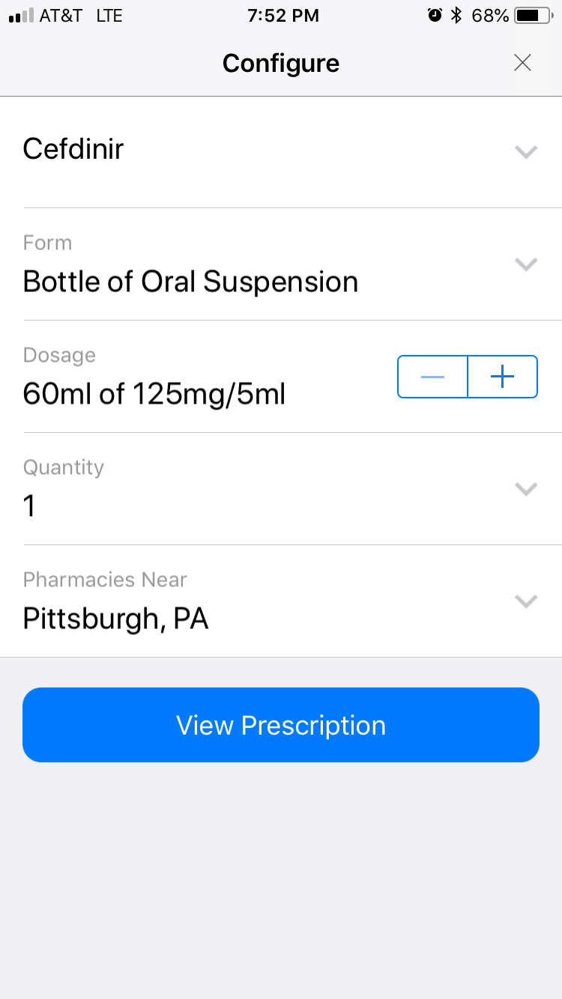 AT&T LTE 7:52 PM 68%
Configure
Cefdinir
Form
Bottle of Oral Suspension
Dosage
60ml of 125mg/5ml
Quantity
1
Pharmacies Near
Pittsburgh, PA
View Prescription